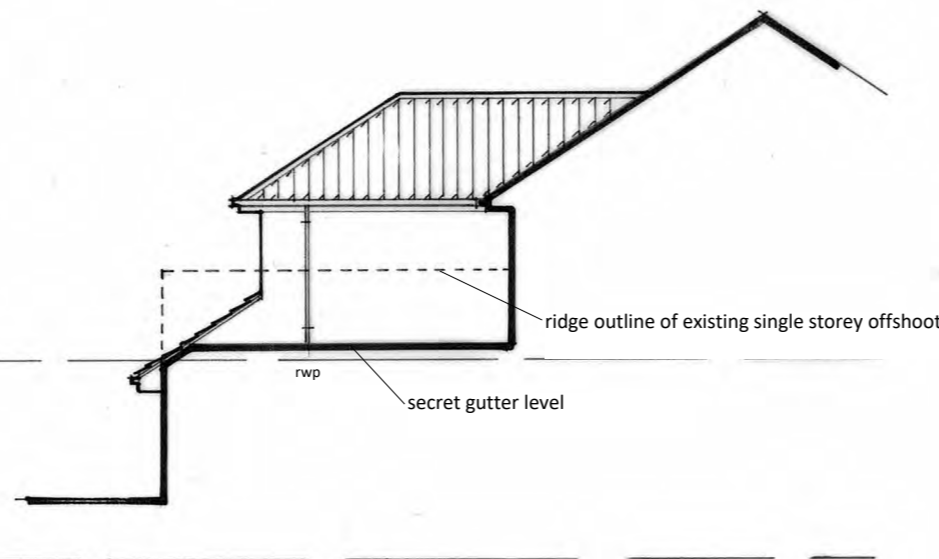 ridge outline of existing single storey offshoot
rwp
secret gutter level